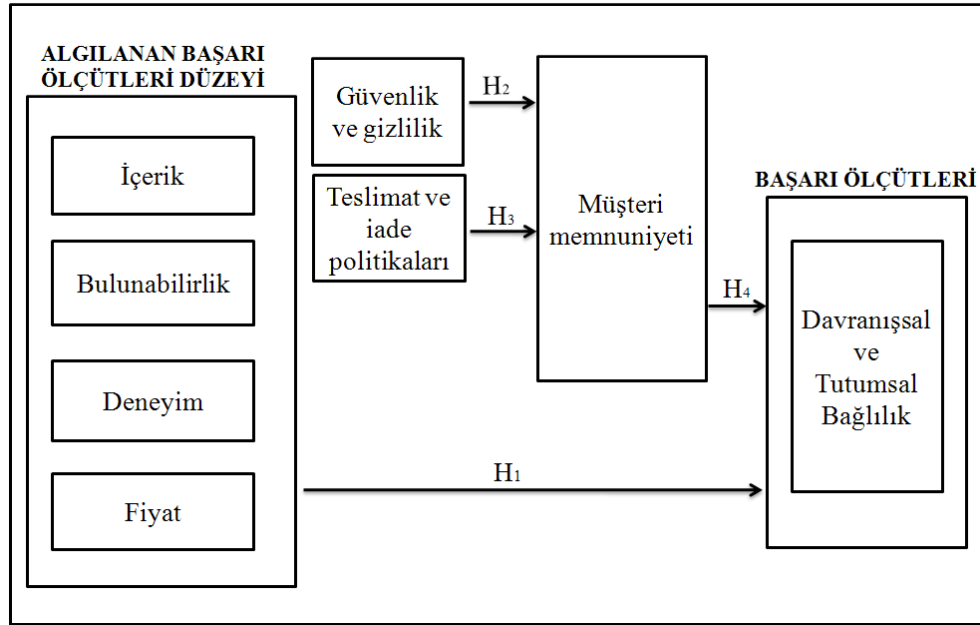 ALGILANAN BAŞARI
ÖLÇÜTLERİ DÜZEYİ
İçerik
Bulunabilirlik
Deneyim
Fiyat
Güvenlik
ve gizlilik
Teslimat ve
iade
politikaları
H2
H3
Müşteri
memnuniyeti
H4
H1
BAŞARI ÖLÇÜTLERİ
Davranışsal
ve
Tutumsal
Bağlılık